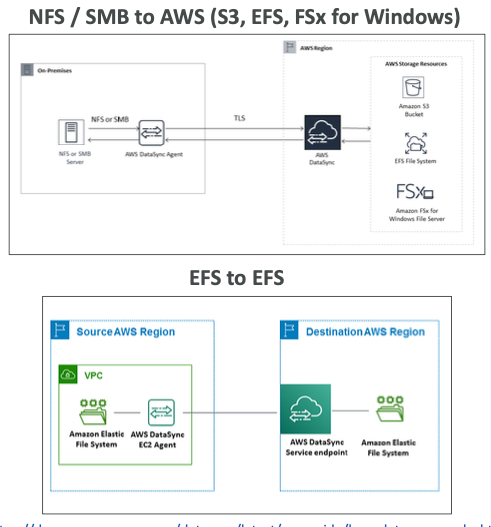 NFS / SMB to AWS (S3, EFS, FSx for Windows)
On-Premises
NFS or SMB
NFS or SMB
Server
AWS DataSync Agent
TLS
AWS Region
AWS
DataSync
AWS Storage Resources
Amazon S3
Bucket
EFS File System
FSx
Amazon FSx for
Windows File Server
EFS to EFS
Source AWS Region
VPC
Amazon Elastic
File System
AWS DataSync
EC2 Agent
Destination AWS Region
AWS DataSync
Service endpoint
Amazon Elastic
File System